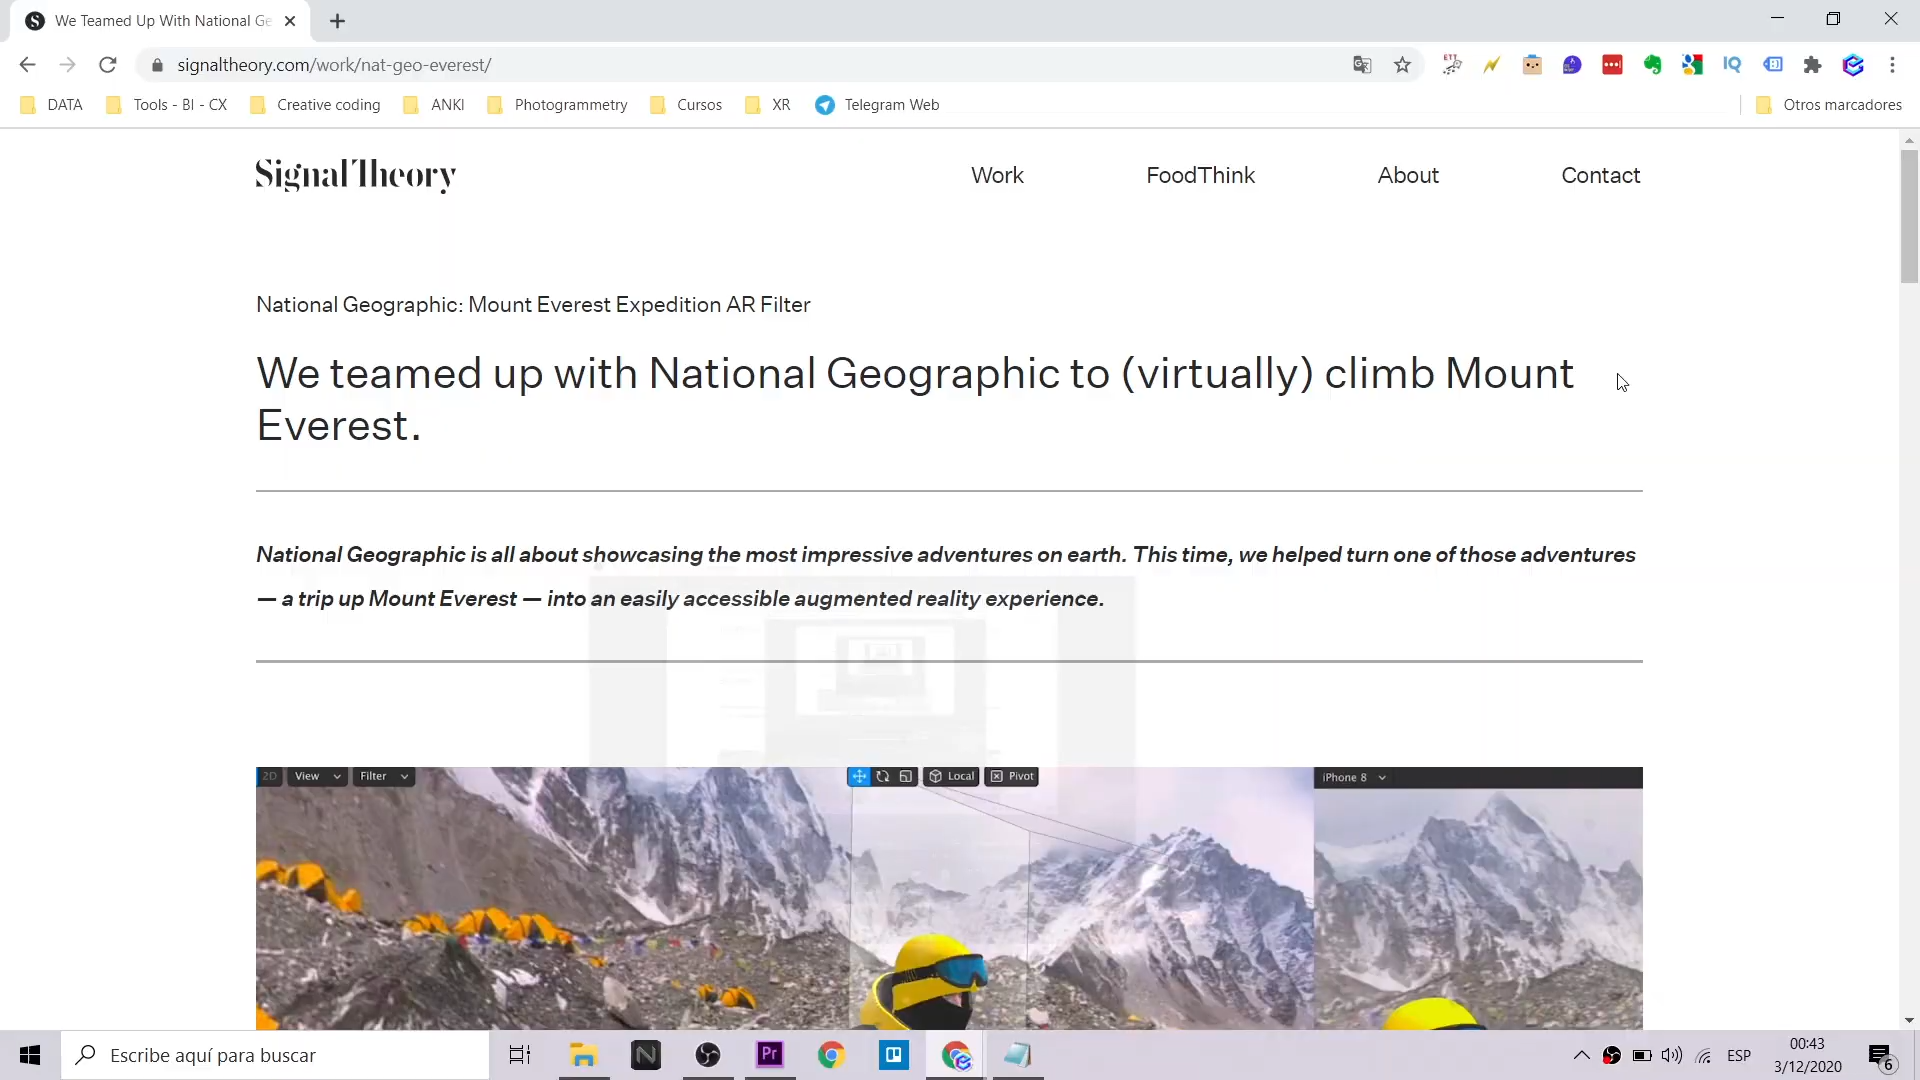 We Teamed Up With National Ge
signaltheory.com/work/nat-geo-everest/
DATA
Tools - BI - CX
Creative coding
ANKI
Photogrammetry
Cursos
XR
Telegram Web
Otros marcadores
SignalTheory
Work
FoodThink
About
Contact
National Geographic: Mount Everest Expedition AR Filter
We teamed up with National Geographic to (virtually) climb Mount
Everest.
National Geographic is all about showcasing the most impressive adventures on earth. This time, we helped turn one of those adventures
— a trip up Mount Everest — into an easily accessible augmented reality experience.
2D
View
Filter
Local
Pivot
iPhone 8
Escribe aquí para buscar
Pr
ESP
00:43
3/12/2020
6